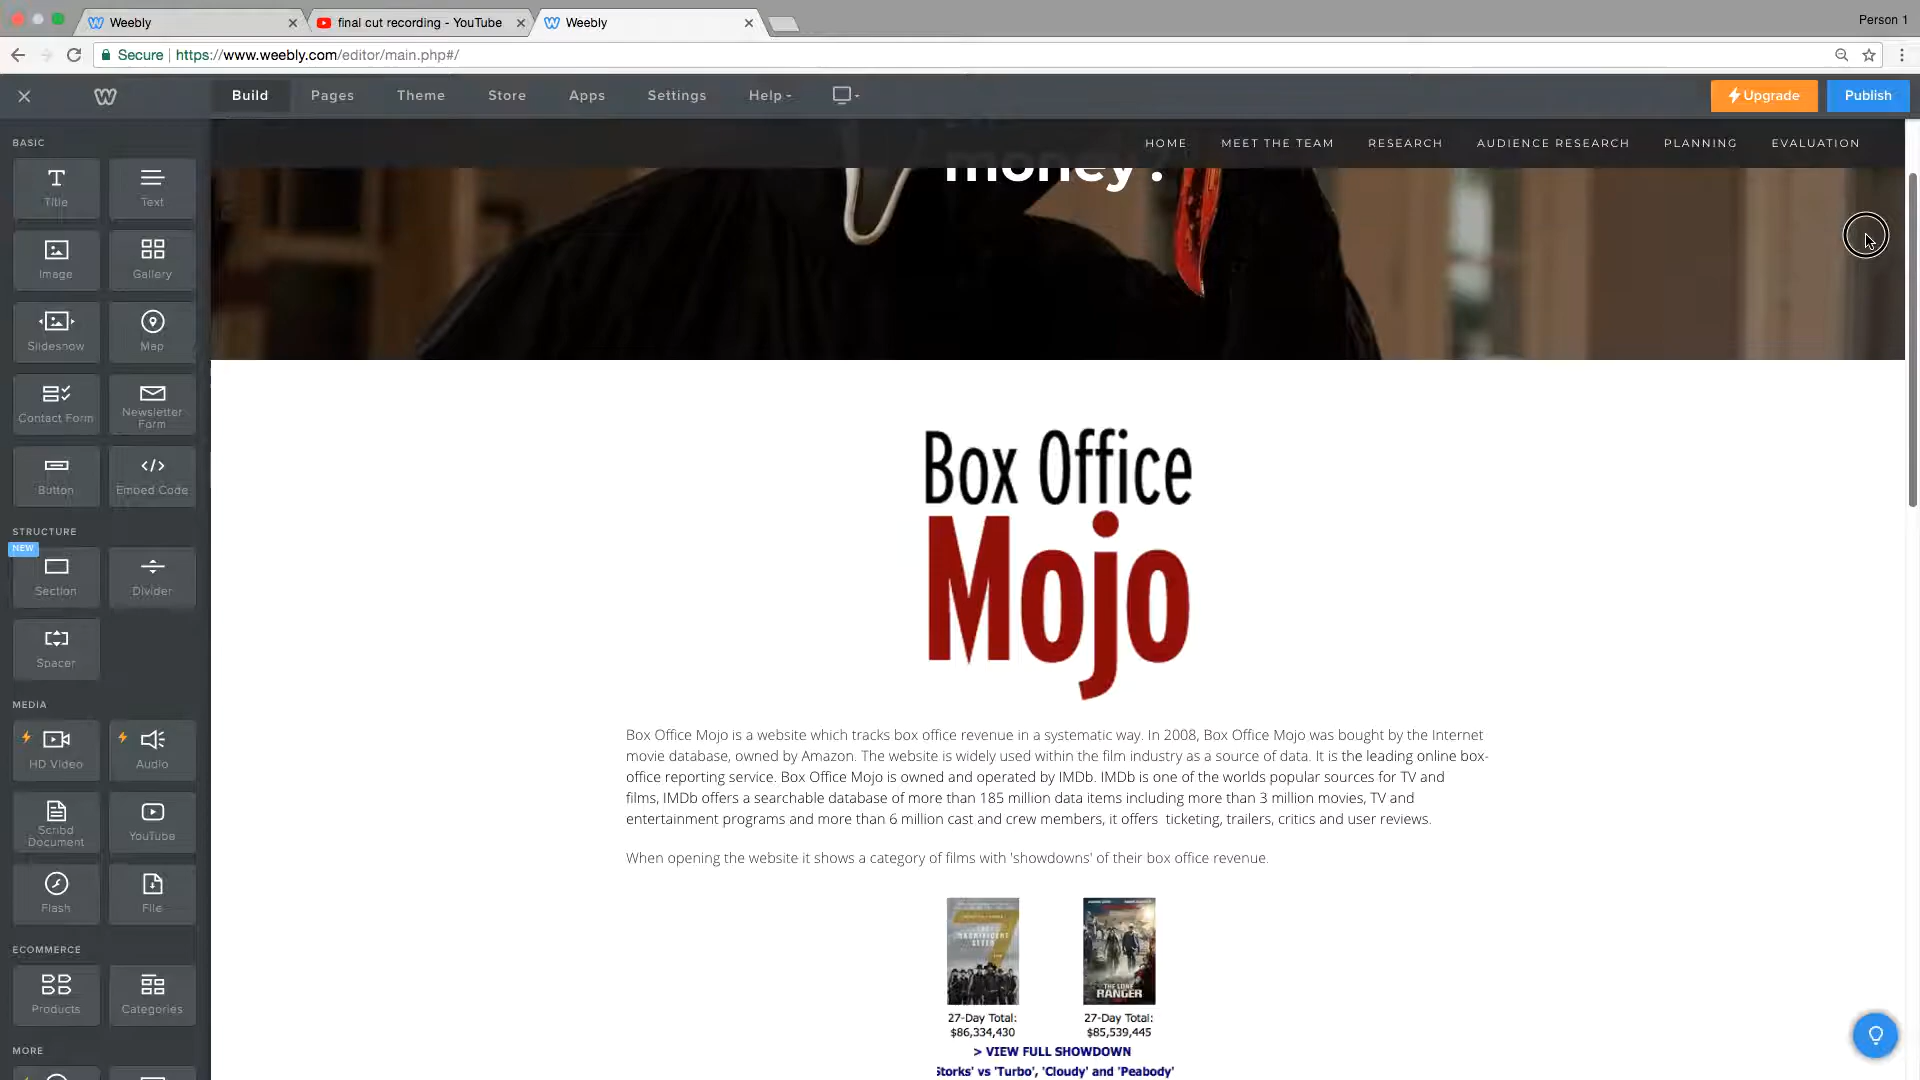 Weebly
final cut recording - YouTube
Weebly
Person 1
Secure
https://www.weebly.com/editor/main.php#/
Build
Pages
Theme
Store
Apps
Settings
Help
Upgrade
Publish
HOME
MEET THE TEAM
RESEARCH
AUDIENCE RESEARCH
PLANNING
EVALUATION
money?
BASIC
Title
Text
Image
Gallery
Slideshow
Map
Contact Form
Newsletter
Form
Button
Embed Code
STRUCTURE
NEW
Section
Divider
Spacer
MEDIA
HD Video
Audio
Scribd
Document
YouTube
Flash
File
ECOMMERCE
Products
Categories
MORE
Box Office
Mojo
Box Office Mojo is a website which tracks box office revenue in a systematic way. In 2008, Box Office Mojo was bought by the Internet
movie database, owned by Amazon. The website is widely used within the film industry as a source of data. It is the leading online box-
office reporting service. Box Office Mojo is owned and operated by IMDb. IMDb is one of the worlds popular sources for TV and
films, IMDb offers a searchable database of more than 185 million data items including more than 3 million movies, TV and
entertainment programs and more than 6 million cast and crew members, it offers  ticketing, trailers, critics and user reviews.
When opening the website it shows a category of films with 'showdowns' of their box office revenue.
7
MAGNIFICENT
SEVEN
THE LONE
RANGER
27-Day Total:
$86,334,430
27-Day Total:
$85,539,445
> VIEW FULL SHOWDOWN
Storks' vs 'Turbo', 'Cloudy' and 'Peabody'